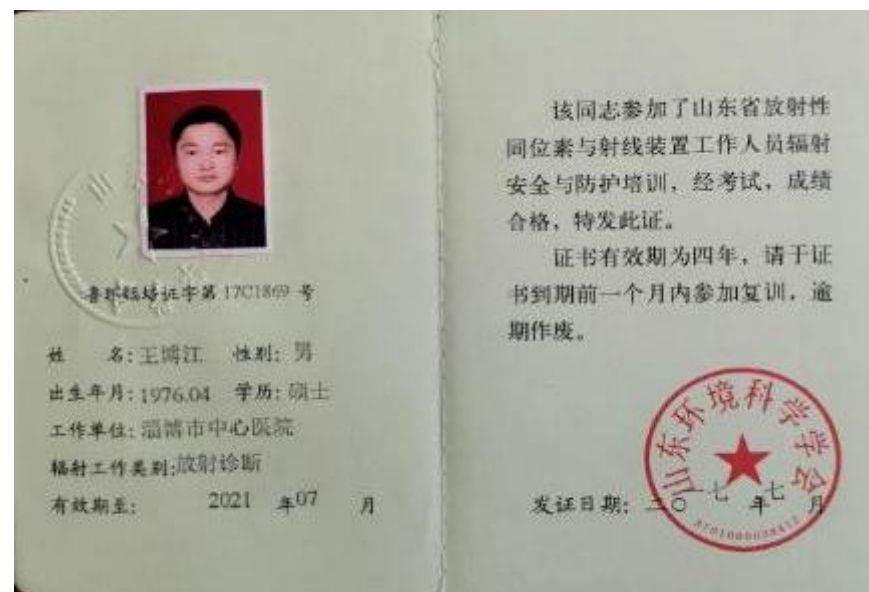 鲁环辐培证字第 17C1869 号
姓 名:王博江 性别:男
出生年月:1976.04 学历:硕士
工作单位:淄博市中心医院
辐射工作类别:放射诊断
有效期至: 2021 年07 月
该同志参加了山东省放射性
同位素与射线装置工作人员辐射
安全与防护培训,经考试,成绩
合格,特发此证。
证书有效期为四年,请于证
书到期前一个月内参加复训,逾
期作废。
山东环境科学学会
发证日期:二〇一七年七月